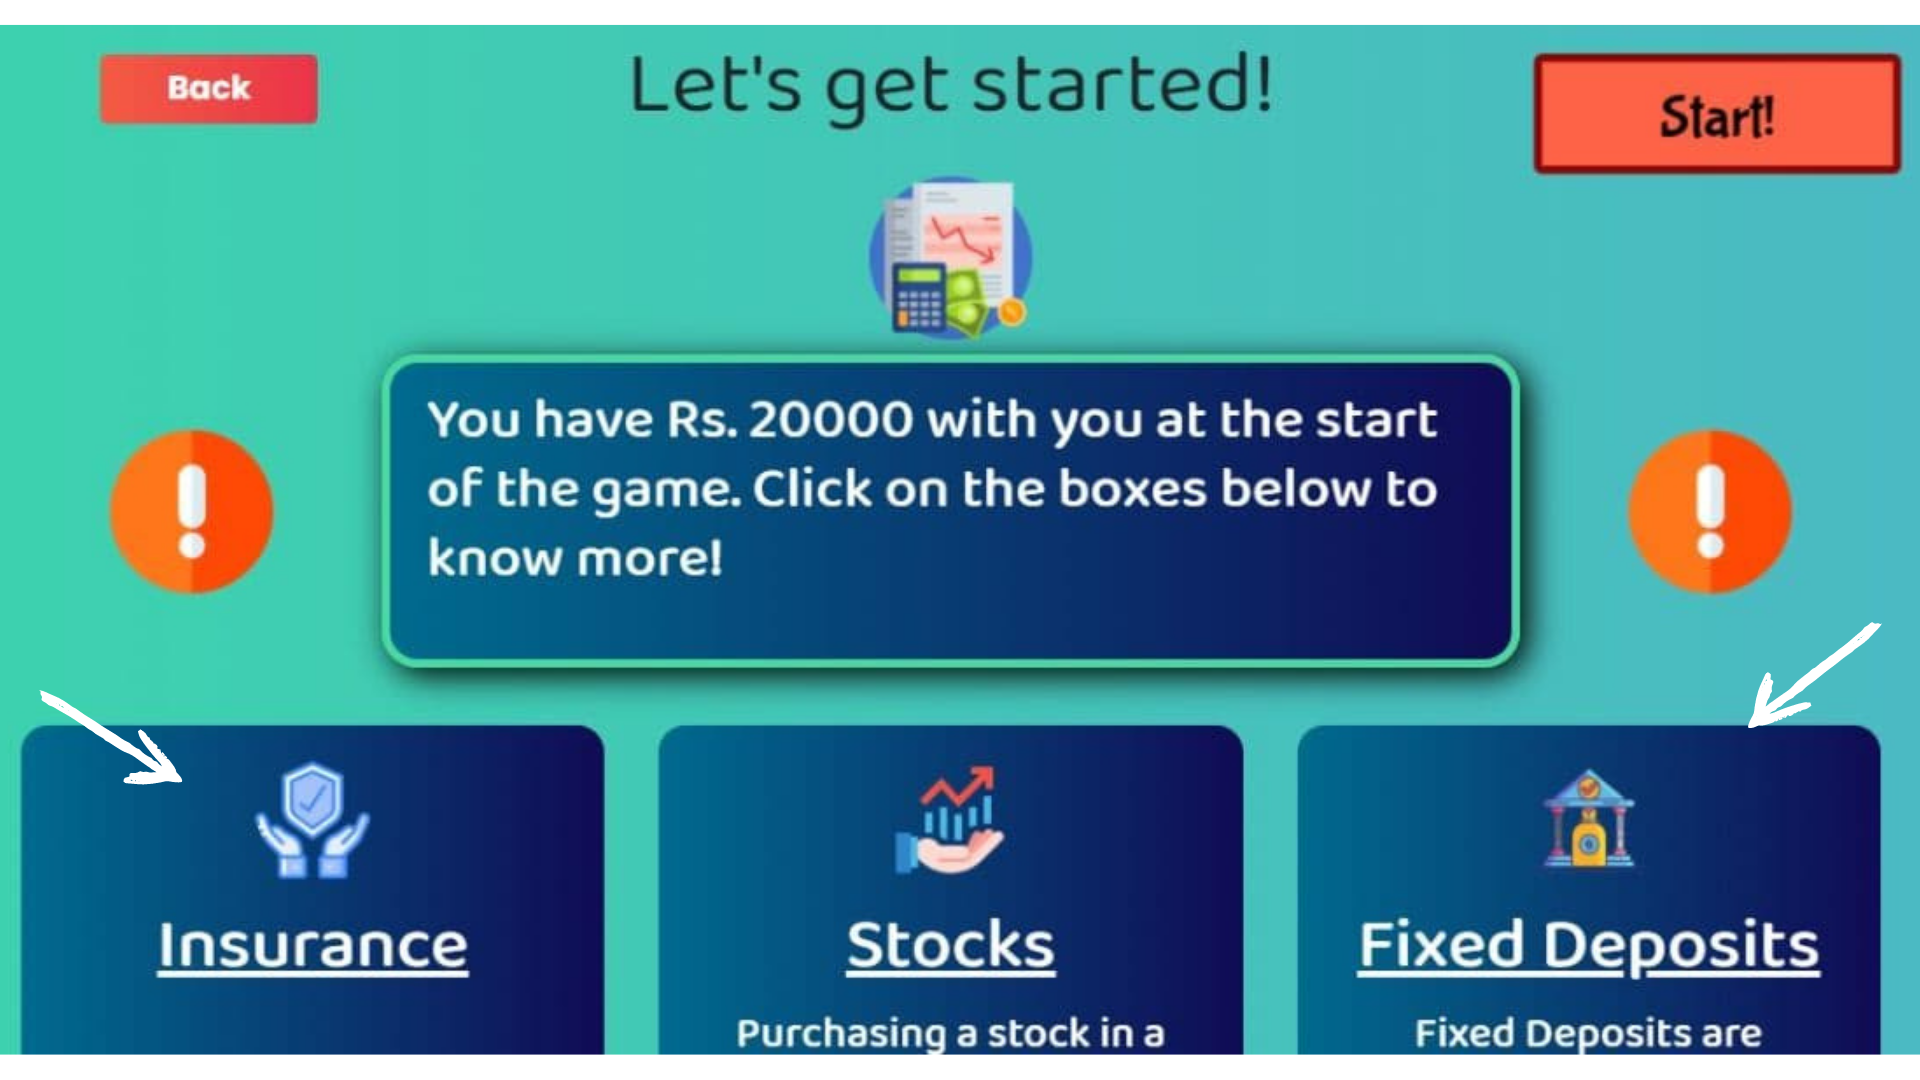 Back
Let's get started!
Start!
You have Rs. 20000 with you at the start
of the game. Click on the boxes below to
know more!
Insurance
Stocks
Fixed Deposits
Purchasing a stock in a
Fixed Deposits are